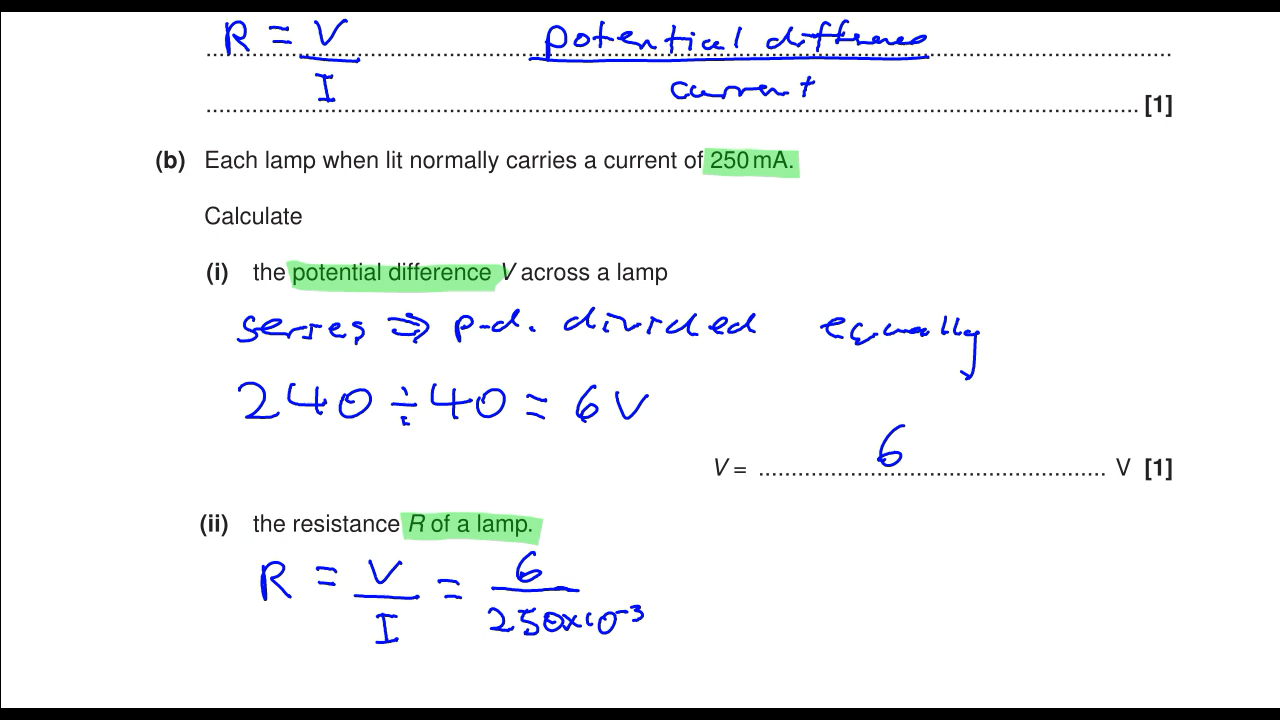 R = V/I potential difference/current
[1]
(b) Each lamp when lit normally carries a current of 250 mA.
Calculate
(i) the potential difference V across a lamp
series ⇒ p.d. divided equally
240 ÷ 40 = 6 V
V = 6 V [1]
(ii) the resistance R of a lamp.
R = V/I = 6/250×10⁻³